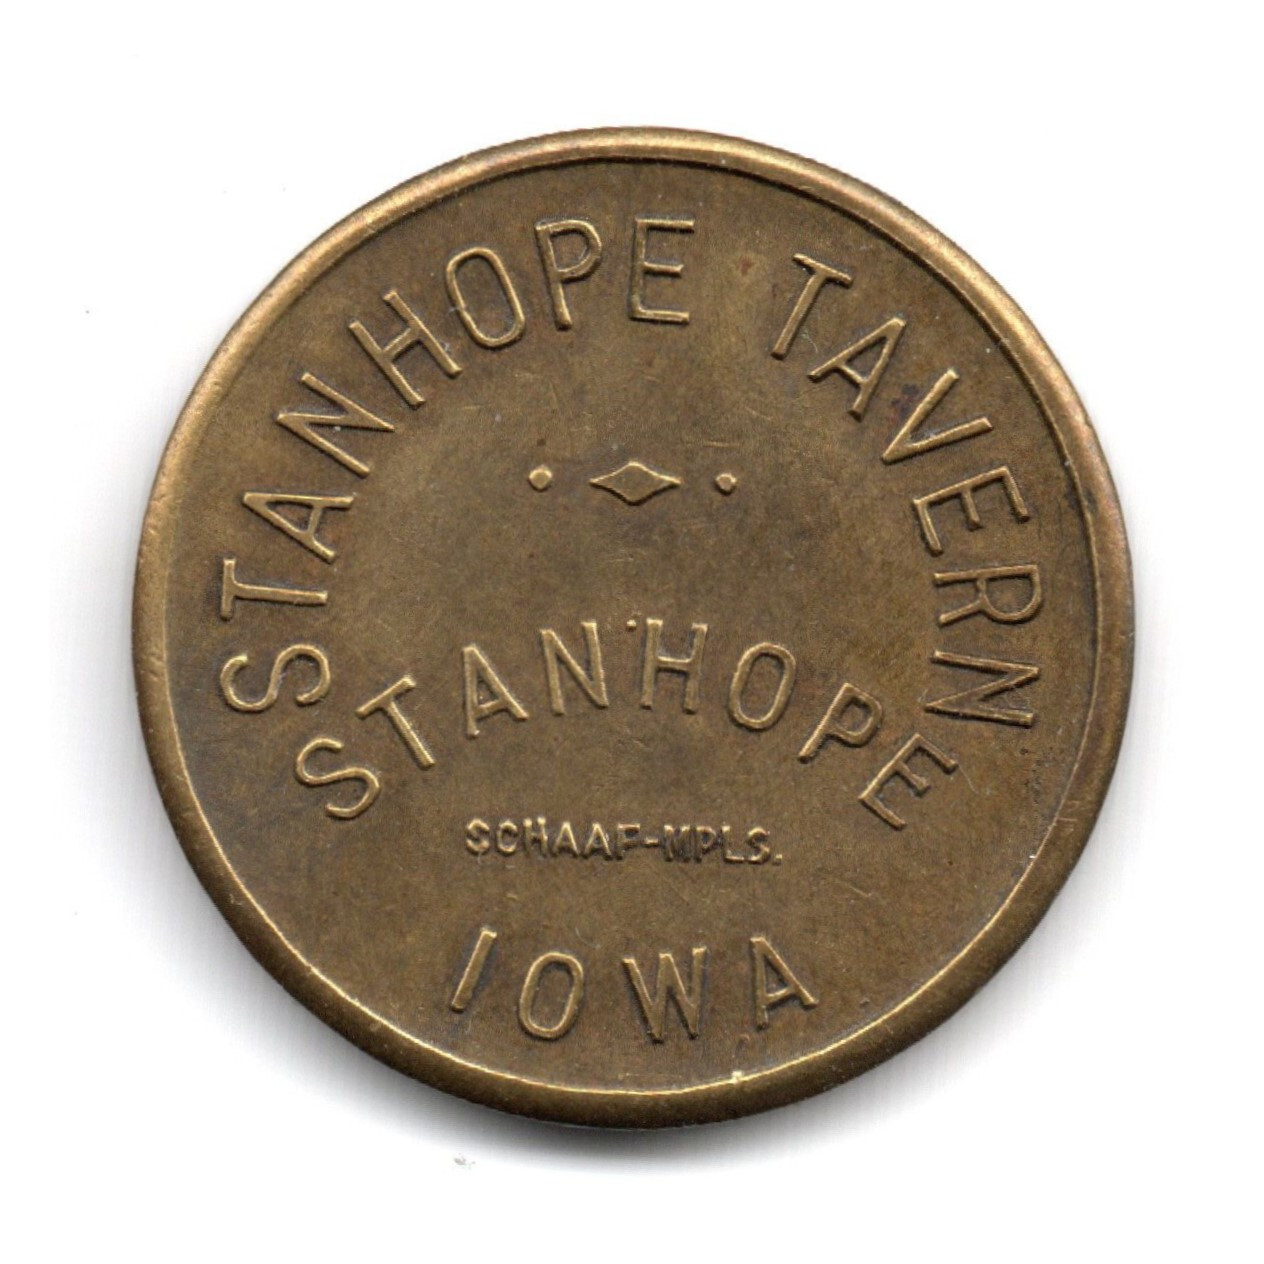 STANHOPE TAVERN
STANHOPE
SCHAAF-MPLS.
IOWA